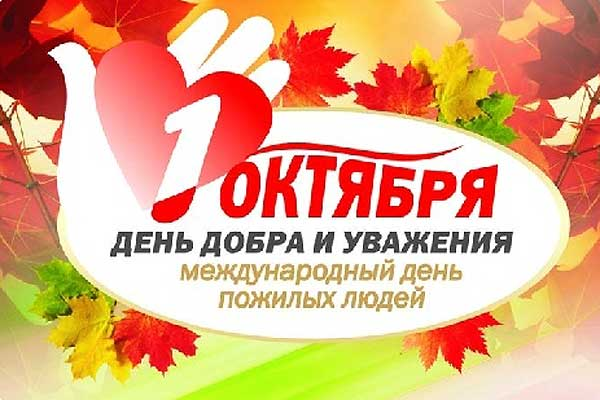 1 ОКТЯБРЯ
ДЕНЬ ДОБРА И УВАЖЕНИЯ
международный день
пожилых людей